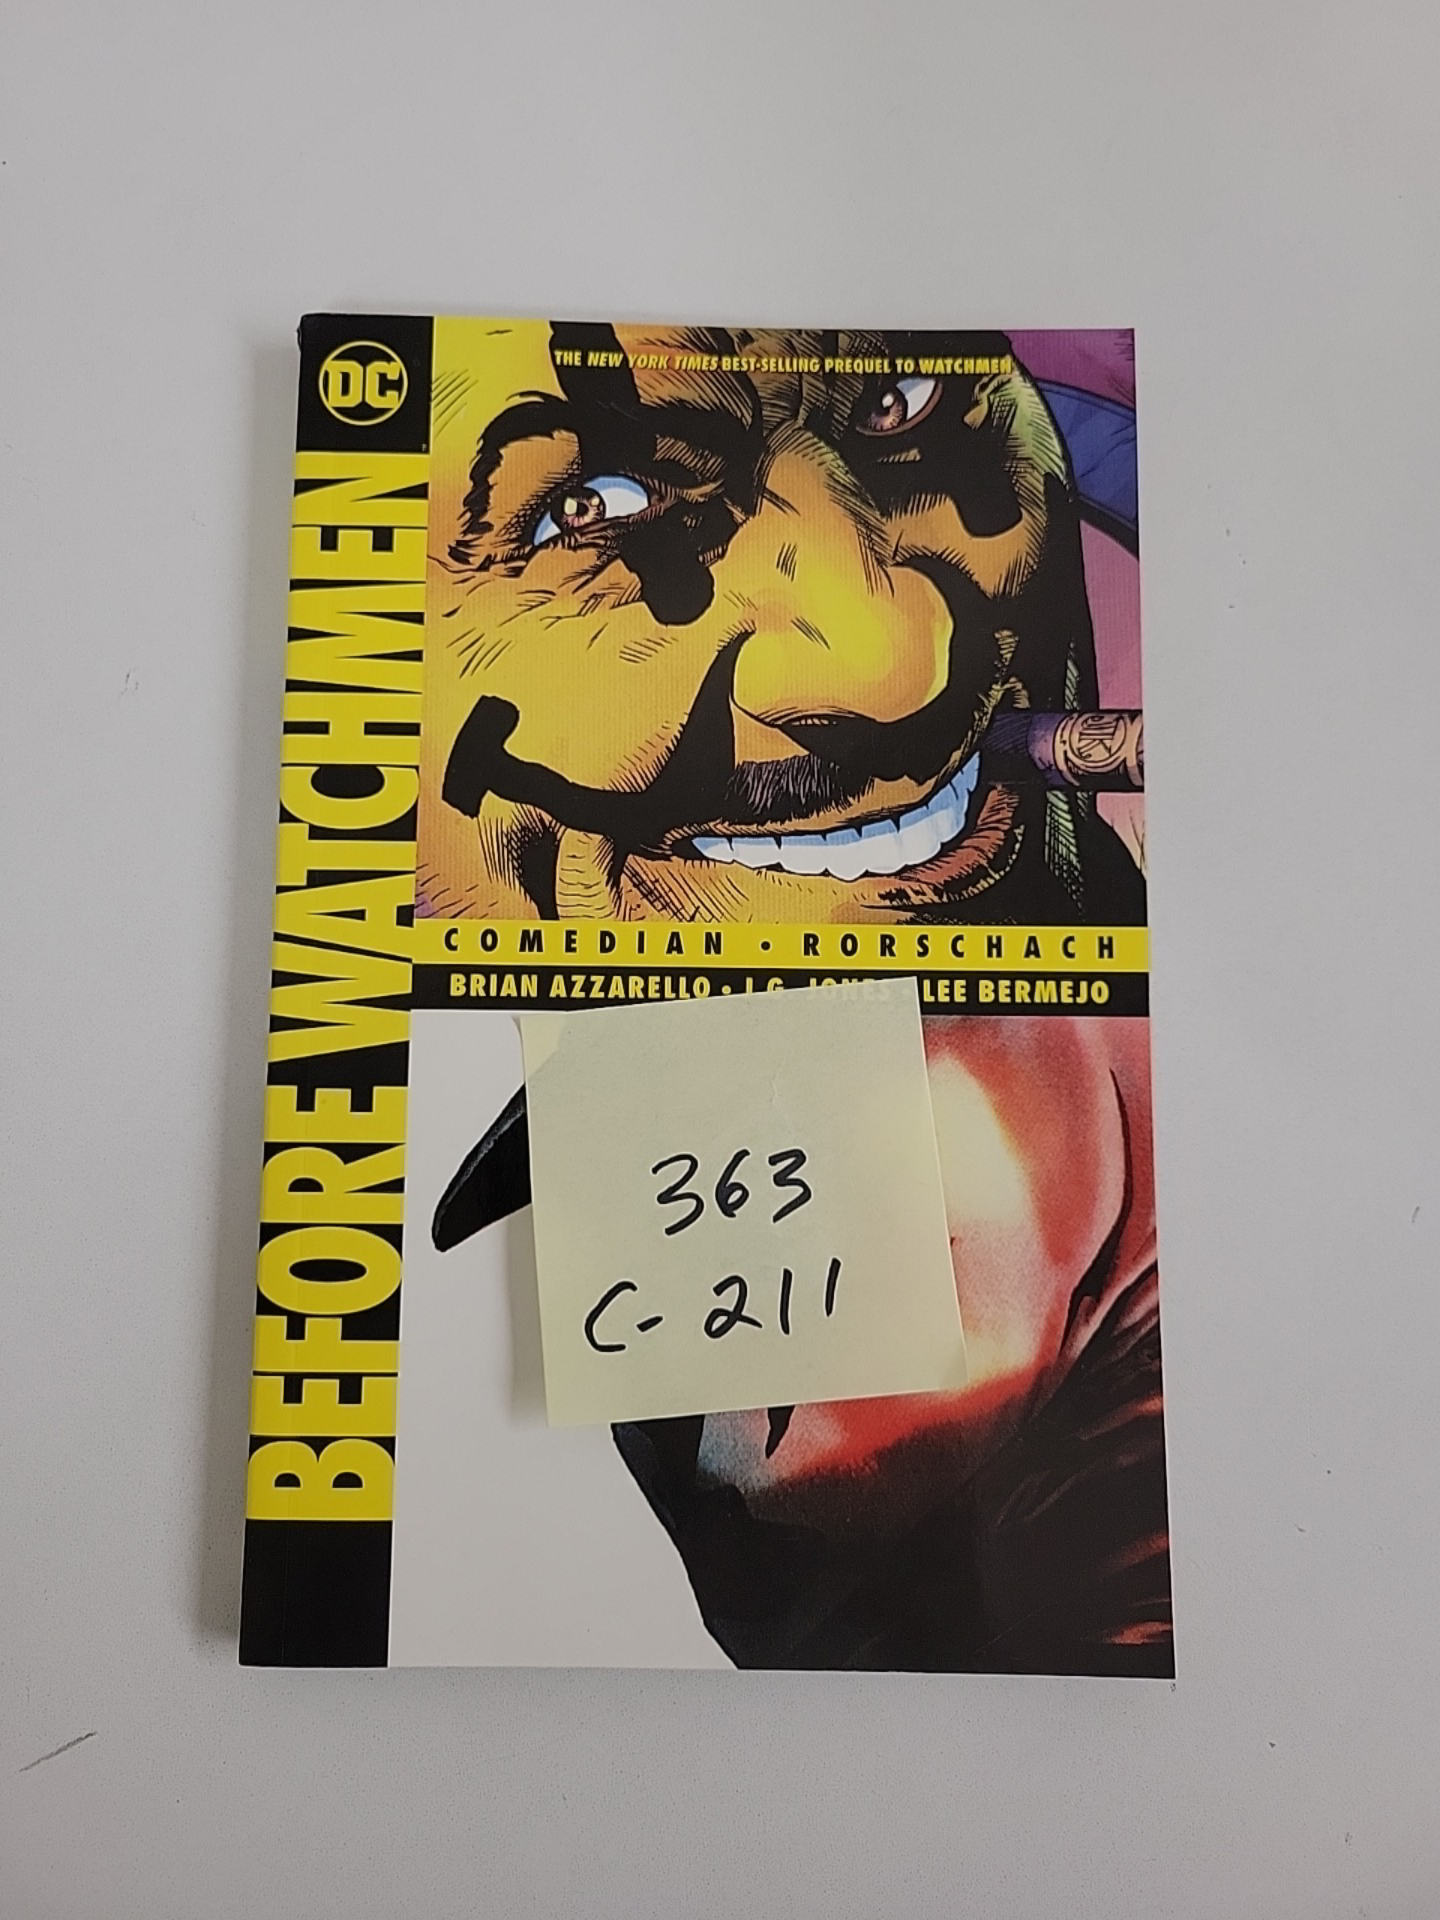 DC
THE NEW YORK TIMES BEST-SELLING PREQUEL TO WATCHMEN
BEFORE WATCHMEN
COMEDIAN • RORSCHACH
BRIAN AZZARELLO • J.G. JONES • LEE BERMEJO
363
C-211